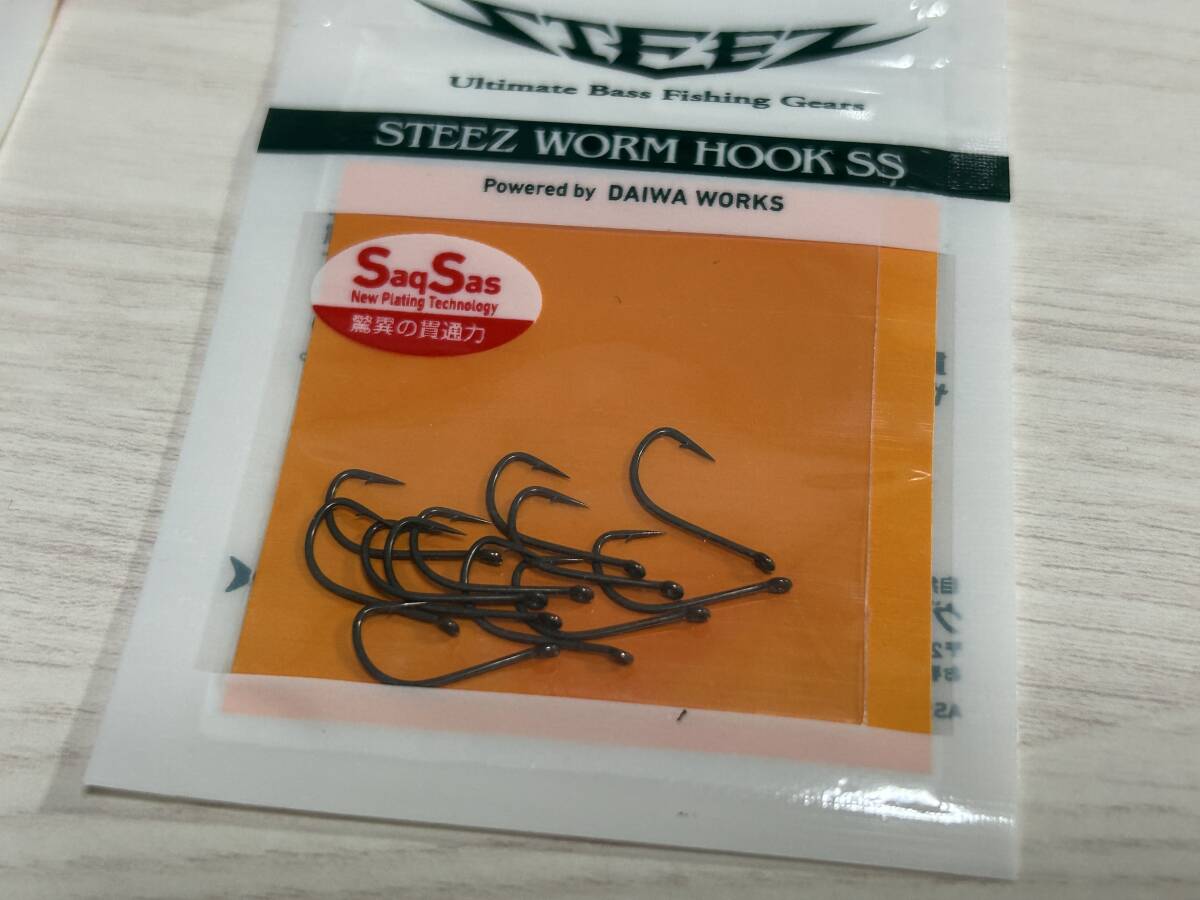 STEEZ
Ultimate Bass Fishing Gears
STEEZ WORM HOOK SS
Powered by DAIWA WORKS
SaqSas
New Plating Technology
驚異の貫通力